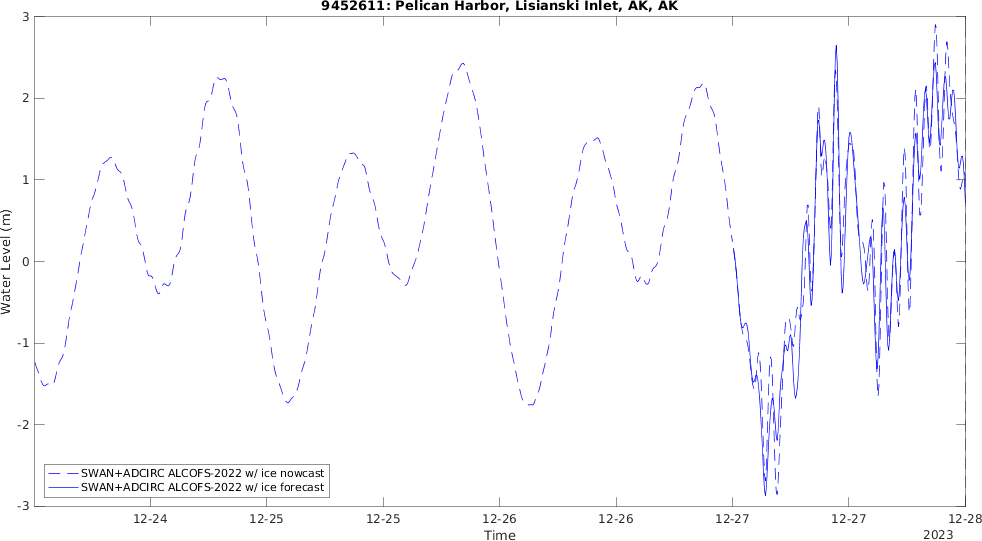 9452611: Pelican Harbor, Lisianski Inlet, AK, AK
3
2
1
0
-1
-2
-3
Water Level (m)
SWAN+ADCIRC ALCOFS-2022 w/ ice nowcast
SWAN+ADCIRC ALCOFS-2022 w/ ice forecast
12-24 12-25 12-25 12-26 12-26 12-27 12-27 12-28
Time
2023